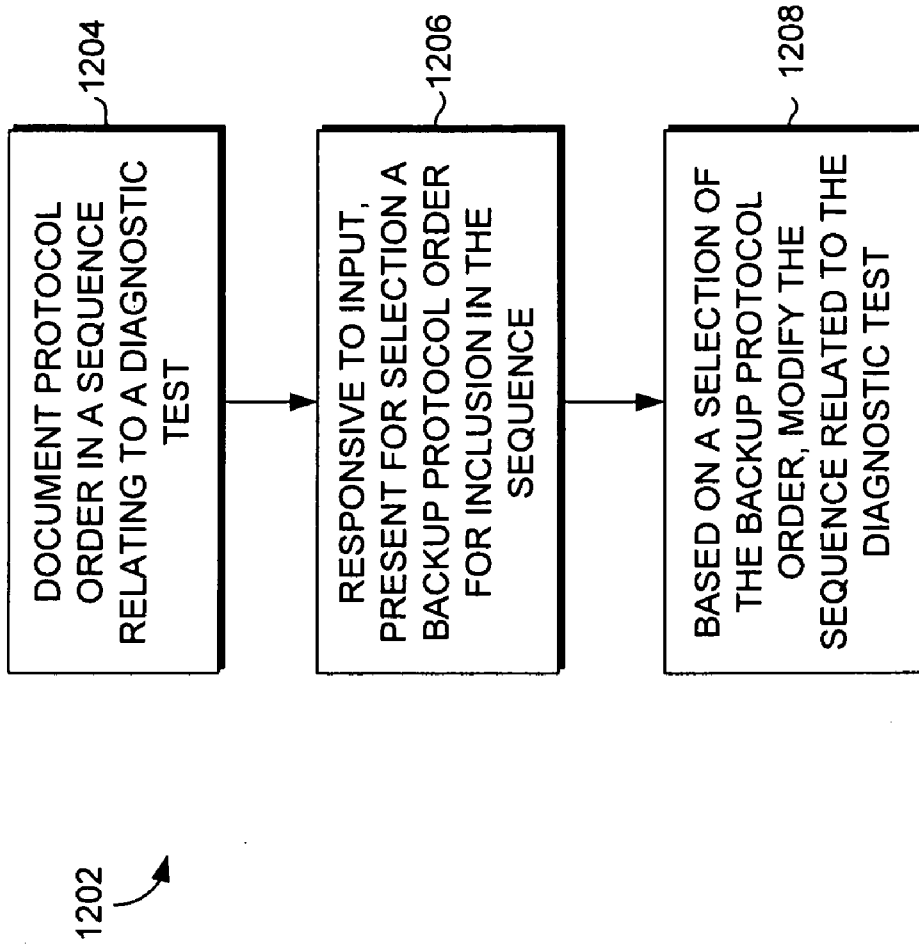 1202
DOCUMENT PROTOCOL
ORDER IN A SEQUENCE
RELATING TO A DIAGNOSTIC
TEST
1204
RESPONSIVE TO INPUT,
PRESENT FOR SELECTION A
BACKUP PROTOCOL ORDER
FOR INCLUSION IN THE
SEQUENCE
1206
BASED ON A SELECTION OF
THE BACKUP PROTOCOL
ORDER, MODIFY THE
SEQUENCE RELATED TO THE
DIAGNOSTIC TEST
1208